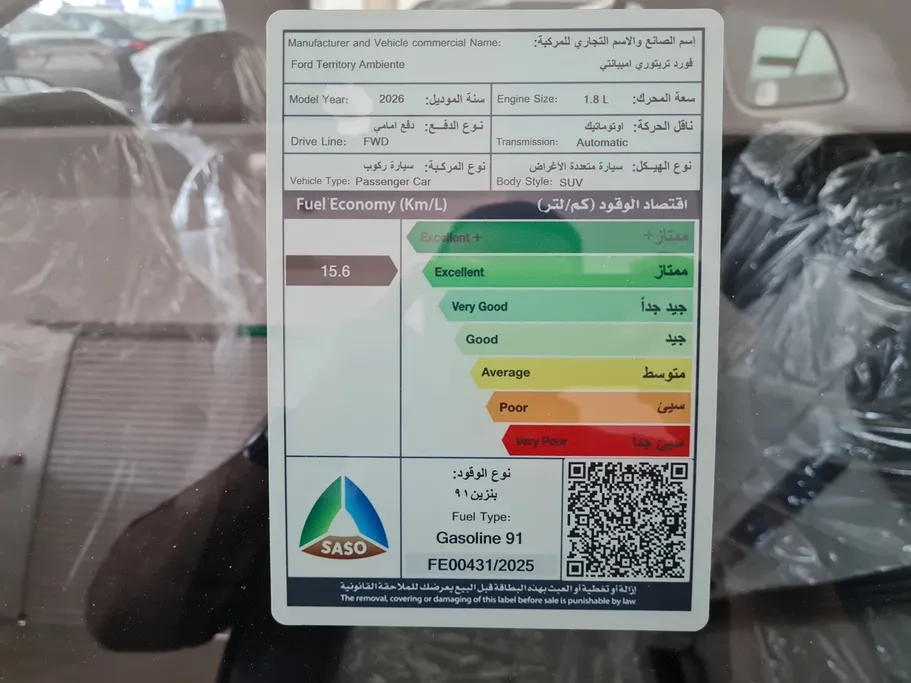 Manufacturer and Vehicle commercial Name: إسم الصانع والاسم التجاري للمركبة:
Ford Territory Ambiente فورد تريتوري امبيانتي
Model Year: 2026 سنة الموديل: Engine Size: 1.8 L سعة المحرك:
نوع الدفع: دفع امامي ناقل الحركة: اوتوماتيك
Drive Line: FWD Transmission: Automatic
نوع المركبة: سيارة ركوب نوع الهيكل: سيارة متعددة الأغراض
Vehicle Type: Passenger Car Body Style: SUV
Fuel Economy (Km/L) اقتصاد الوقود (كم/لتر)
Excellent + ممتاز +
15.6 Excellent ممتاز
Very Good جيد جداً
Good جيد
Average متوسط
Poor سيئ
Very Poor سيئ جداً
نوع الوقود:
بنزين ٩١
Fuel Type:
Gasoline 91
SASO
FE00431/2025
إزالة أو تغطية أو العبث بهذه البطاقة قبل البيع يعرضك للملاحقة القانونية
The removal, covering or damaging of this label before sale is punishable by law